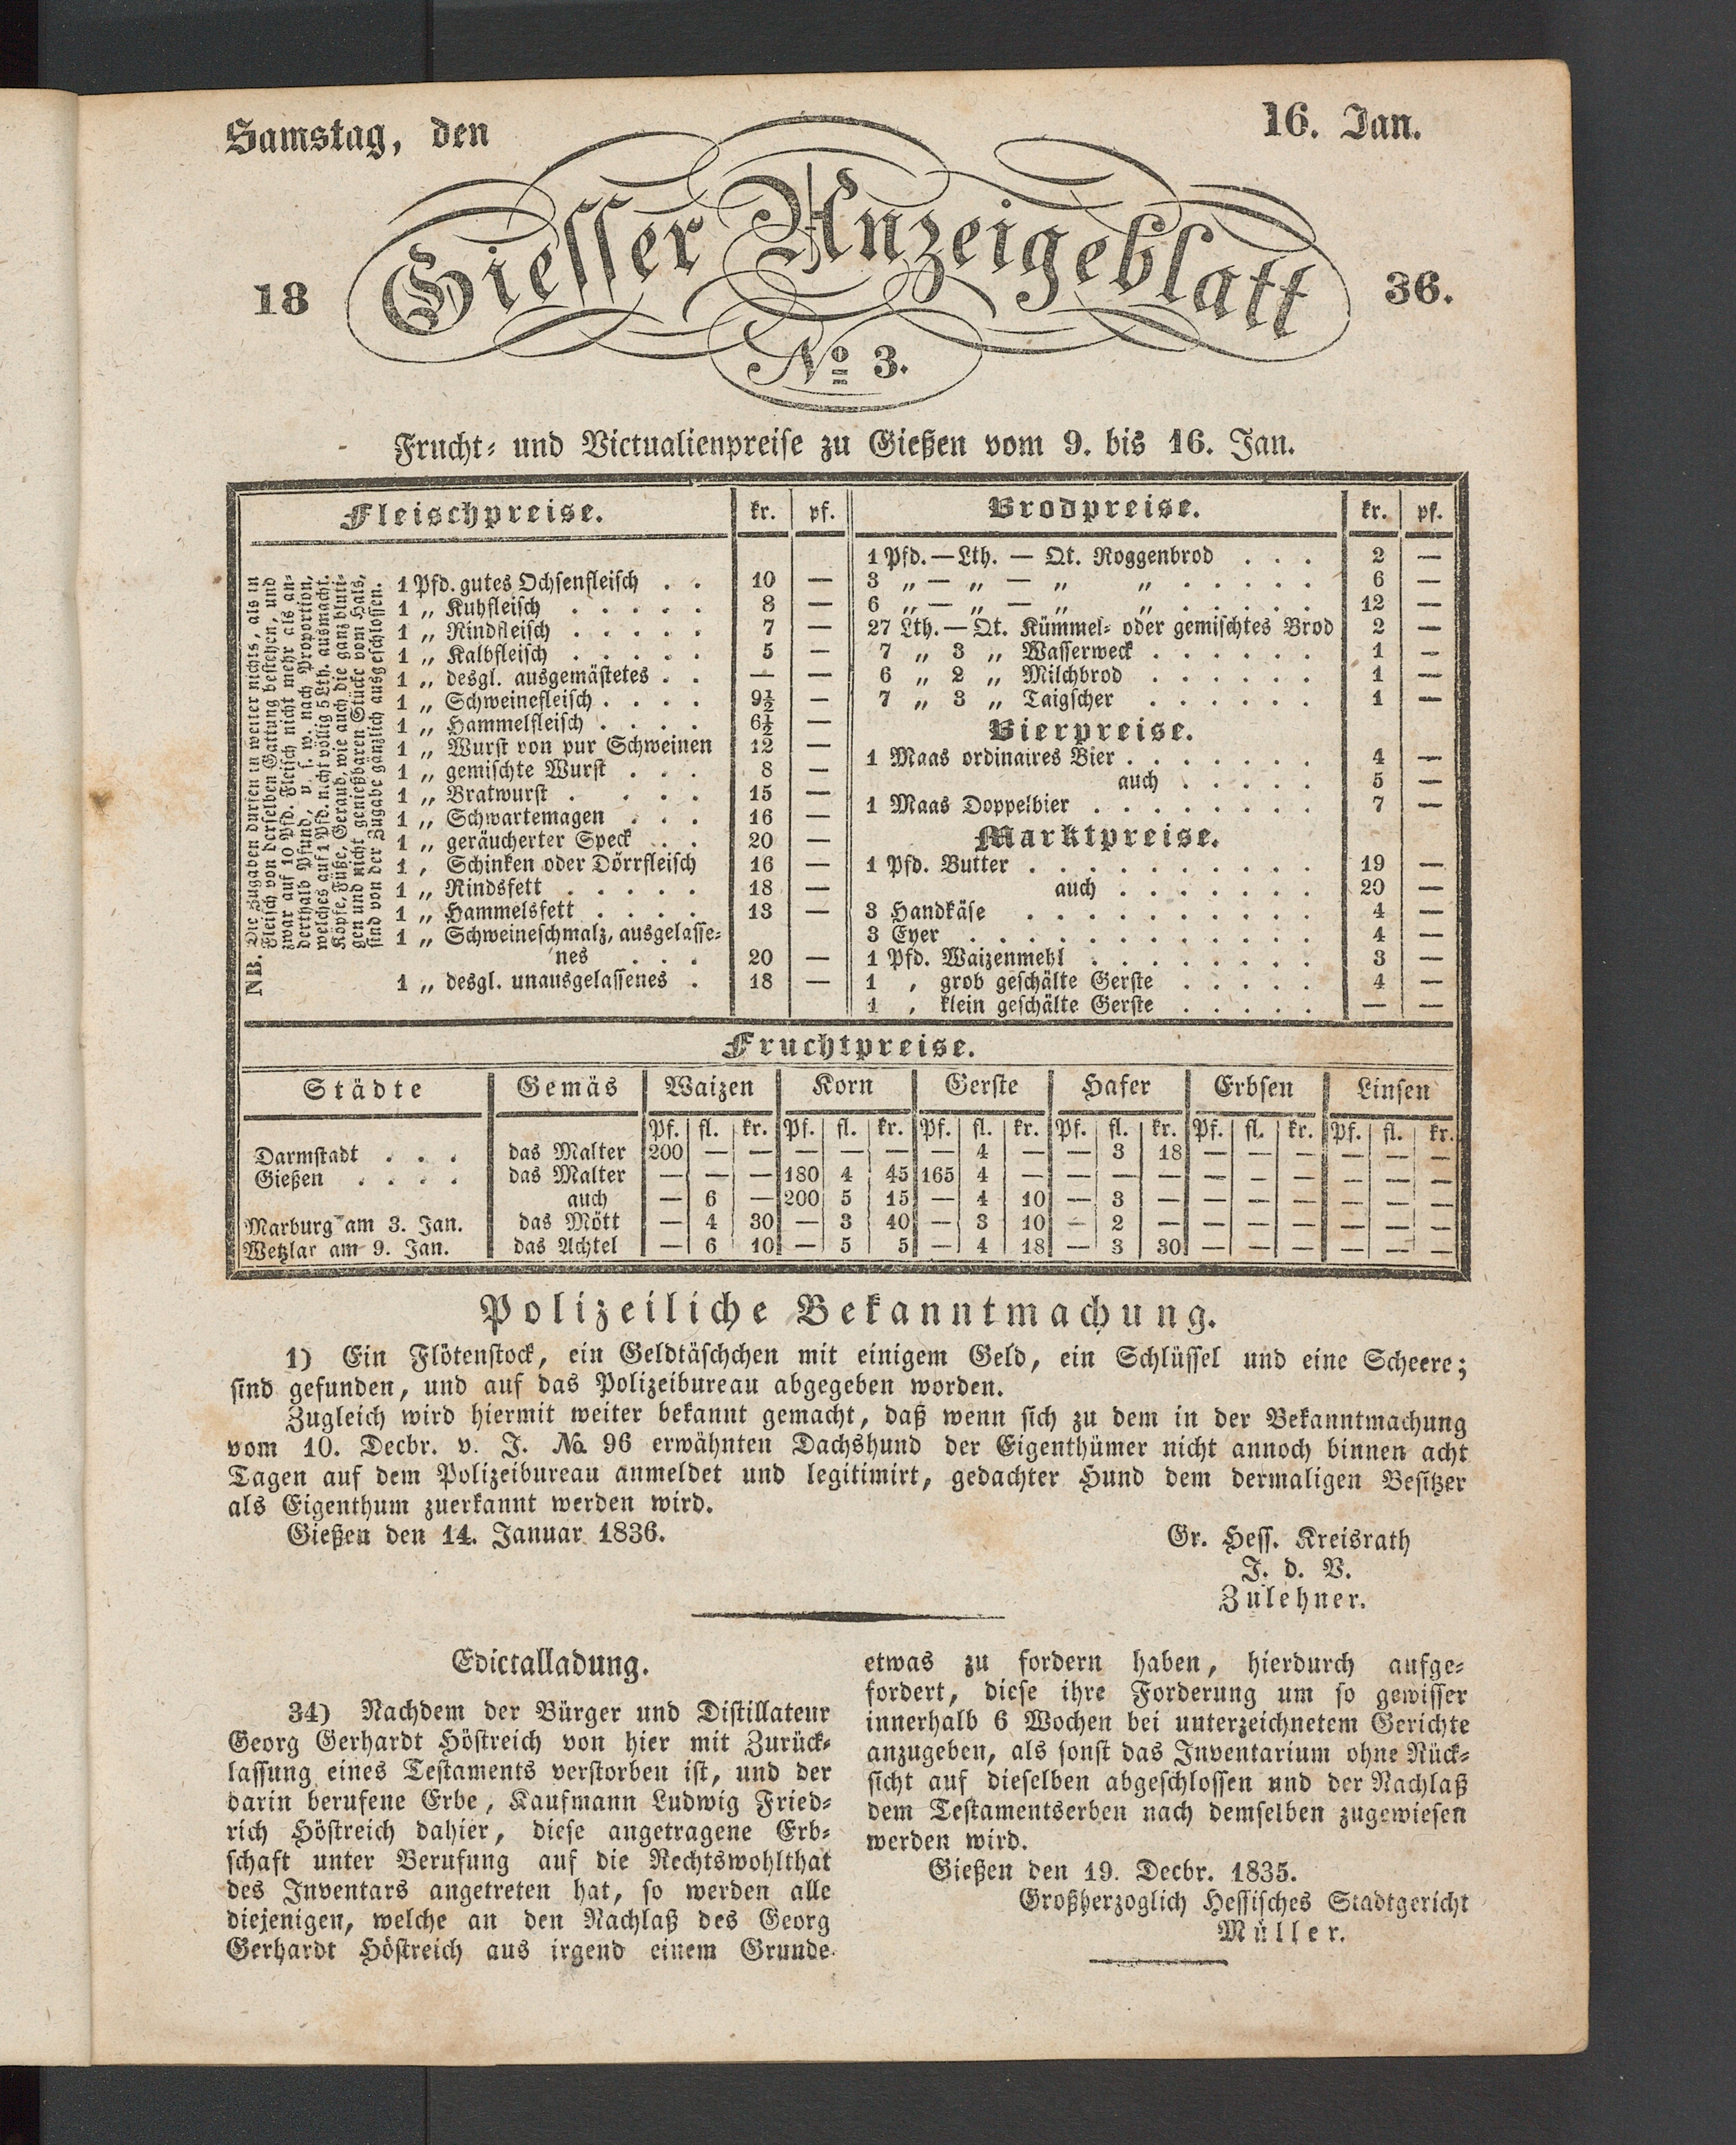 Samstag, den 16. Jan.
18 Giesser Anzeigeblatt 36.
No 3.
Frucht- und Victualienpreise zu Gießen vom 9. bis 16. Jan.
Fleischpreise. kr. pf.
NB. Die Zugaben dürfen in weiter nichts, als in
Fleisch von derselben Gattung bestehen, und
zwar auf 10 Pfd. Fleisch nicht mehr als an-
derthalb Pfund, u. s. w. nach Proportion,
welches auf 1 Pfd. nicht völlig 5 Lth. ausmacht.
Köpfe, Füße, Geraub, wie auch die ganz bluti-
gen und nicht genießbaren Stücke vom Hals,
sind von der Zugabe gänzlich ausgeschlossen.
1 Pfd. gutes Ochsenfleisch . . 10 —
1 „ Kuhfleisch . . . . . 8 —
1 „ Rindfleisch . . . . . 7 —
1 „ Kalbfleisch . . . . . 5 —
1 „ desgl. ausgemästetes . . — —
1 „ Schweinefleisch . . . . 9½ —
1 „ Hammelfleisch . . . . 6½ —
1 „ Wurst von pur Schweinen 12 —
1 „ gemischte Wurst . . . 8 —
1 „ Bratwurst . . . . . 15 —
1 „ Schwartemagen . . . 16 —
1 „ geräucherter Speck . . 20 —
1 , Schinken oder Dörrfleisch 16 —
1 „ Rindsfett . . . . . 18 —
1 „ Hammelsfett . . . . 13 —
1 „ Schweineschmalz, ausgelasse-
nes . . . 20 —
1 „ desgl. unausgelassenes . 18 —
Brodpreise. kr. pf.
1 Pfd. — Lth. — Qt. Roggenbrod . . . 2 —
3 „ — „ — „ „ . . . . . 6 —
6 „ — „ — „ „ . . . . . 12 —
27 Lth. — Qt. Kümmel- oder gemischtes Brod 2 —
7 „ 3 „ Wasserweck . . . . . . 1 —
6 „ 2 „ Milchbrod . . . . . . 1 —
7 „ 3 „ Taigscher . . . . . . 1 —
Bierpreise.
1 Maas ordinaires Bier . . . . . . . 4 —
auch . . . . . 5 —
1 Maas Doppelbier . . . . . . . . 7 —
Marktpreise.
1 Pfd. Butter . . . . . . . . . . 19 —
auch . . . . . . . 20 —
3 Handkäse . . . . . . . . . . 4 —
3 Eyer . . . . . . . . . . . . 4 —
1 Pfd. Waizenmehl . . . . . . . . 3 —
1 , grob geschälte Gerste . . . . . 4 —
1 , klein geschälte Gerste . . . . . — —
Fruchtpreise.
Städte Gemäs Waizen Korn Gerste Hafer Erbsen Linsen
Pf. fl. kr. Pf. fl. kr. Pf. fl. kr. Pf. fl. kr. Pf. fl. kr. Pf. fl. kr.
Darmstadt . . . das Malter 200 — — — — — — 4 — — 3 18 — — — — — —
Gießen . . . . das Malter — — — 180 4 45 165 4 — — — — — — — — — —
auch — 6 — 200 5 15 — 4 10 — 3 — — — — — — —
Marburg am 3. Jan. das Mött — 4 30 — 3 40 — 3 10 — 2 — — — — — — —
Wetzlar am 9. Jan. das Achtel — 6 10 — 5 5 — 4 18 — 3 30 — — — — — —
Polizeiliche Bekanntmachung.
1) Ein Flötenstock, ein Geldtäschchen mit einigem Geld, ein Schlüssel und eine Scheere;
sind gefunden, und auf das Polizeibureau abgegeben worden.
Zugleich wird hiermit weiter bekannt gemacht, daß wenn sich zu dem in der Bekanntmachung
vom 10. Decbr. v. J. No 96 erwähnten Dachshund der Eigenthümer nicht annoch binnen acht
Tagen auf dem Polizeibureau anmeldet und legitimirt, gedachter Hund dem dermaligen Besitzer
als Eigenthum zuerkannt werden wird.
Gießen den 14. Januar 1836. Gr. Hess. Kreisrath
J. d. V.
Zulehner.
Edictalladung.
34) Nachdem der Bürger und Distillateur
Georg Gerhardt Höstreich von hier mit Zurück-
lassung eines Testaments verstorben ist, und der
darin berufene Erbe, Kaufmann Ludwig Fried-
rich Höstreich dahier, diese angetragene Erb-
schaft unter Berufung auf die Rechtswohlthat
des Inventars angetreten hat, so werden alle
diejenigen, welche an den Nachlaß des Georg
Gerhardt Höstreich aus irgend einem Grunde
etwas zu fordern haben, hierdurch aufge-
fordert, diese ihre Forderung um so gewisser
innerhalb 6 Wochen bei unterzeichnetem Gerichte
anzugeben, als sonst das Inventarium ohne Rück-
sicht auf dieselben abgeschlossen und der Nachlaß
dem Testamentserben nach demselben zugewiesen
werden wird.
Gießen den 19. Decbr. 1835.
Großherzoglich Hessisches Stadtgericht
Müller.